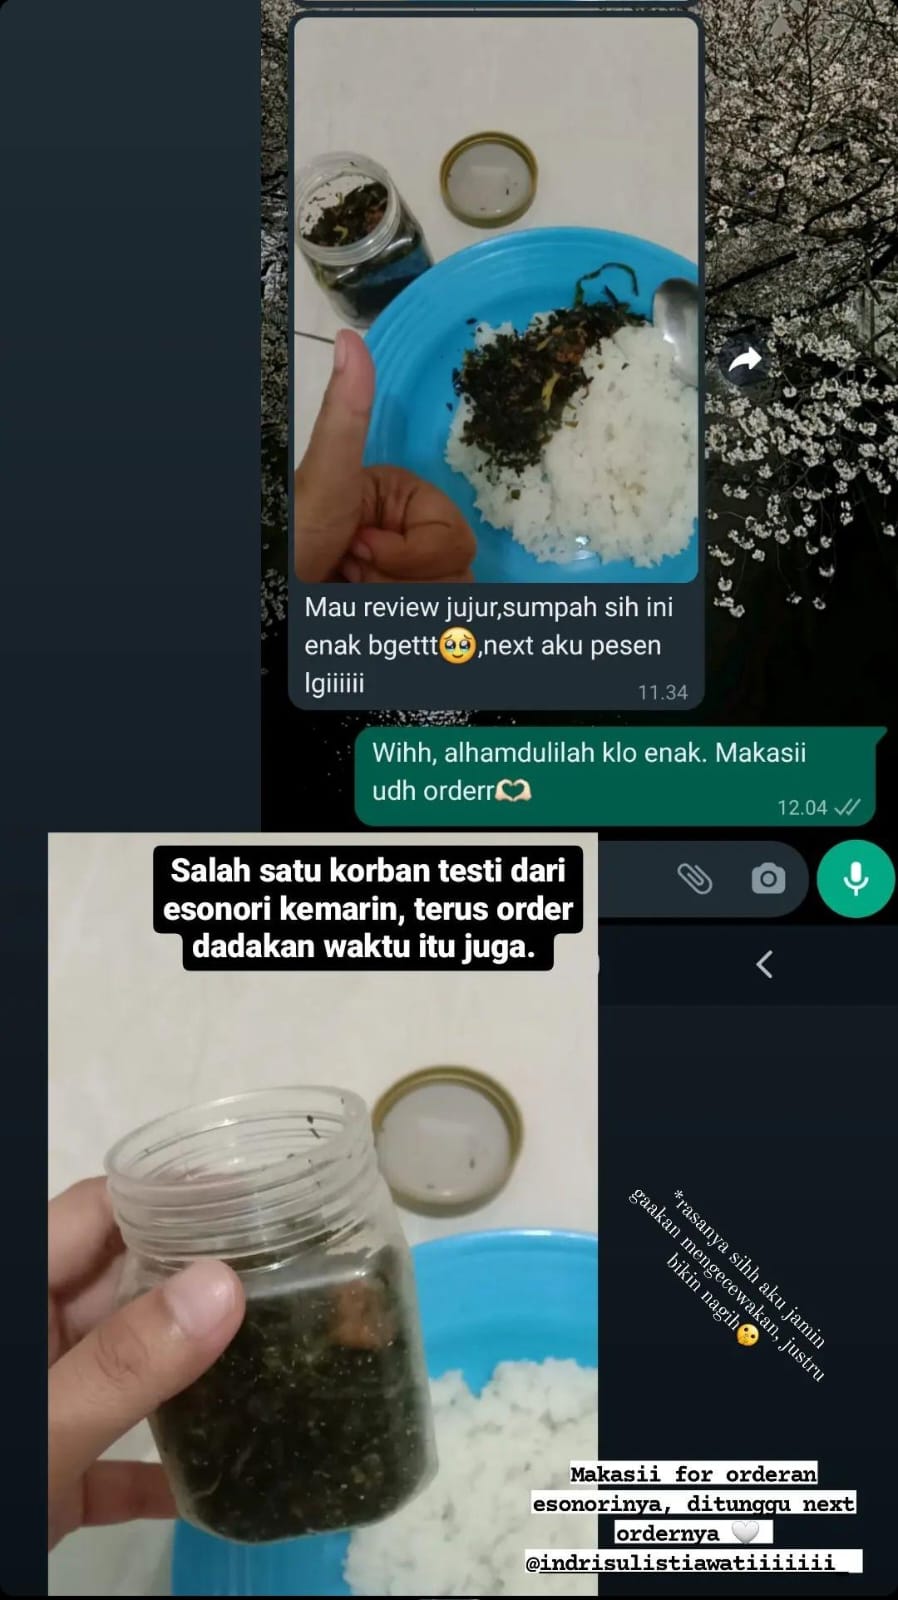 Mau review jujur,sumpah sih ini
enak bgettt🥹,next aku pesen
lgiiiiii
11.34
Wihh, alhamdulilah klo enak. Makasii
udh orderr🫶🏻
12.04
Salah satu korban testi dari
esonori kemarin, terus order
dadakan waktu itu juga.
*rasanya sihh aku jamin
gaakan mengecewakan, justru
bikin nagih🫢
Makasii for orderan
esonorinya, ditunggu next
ordernya 🤍
@indrisulistiawatiiiiiii_